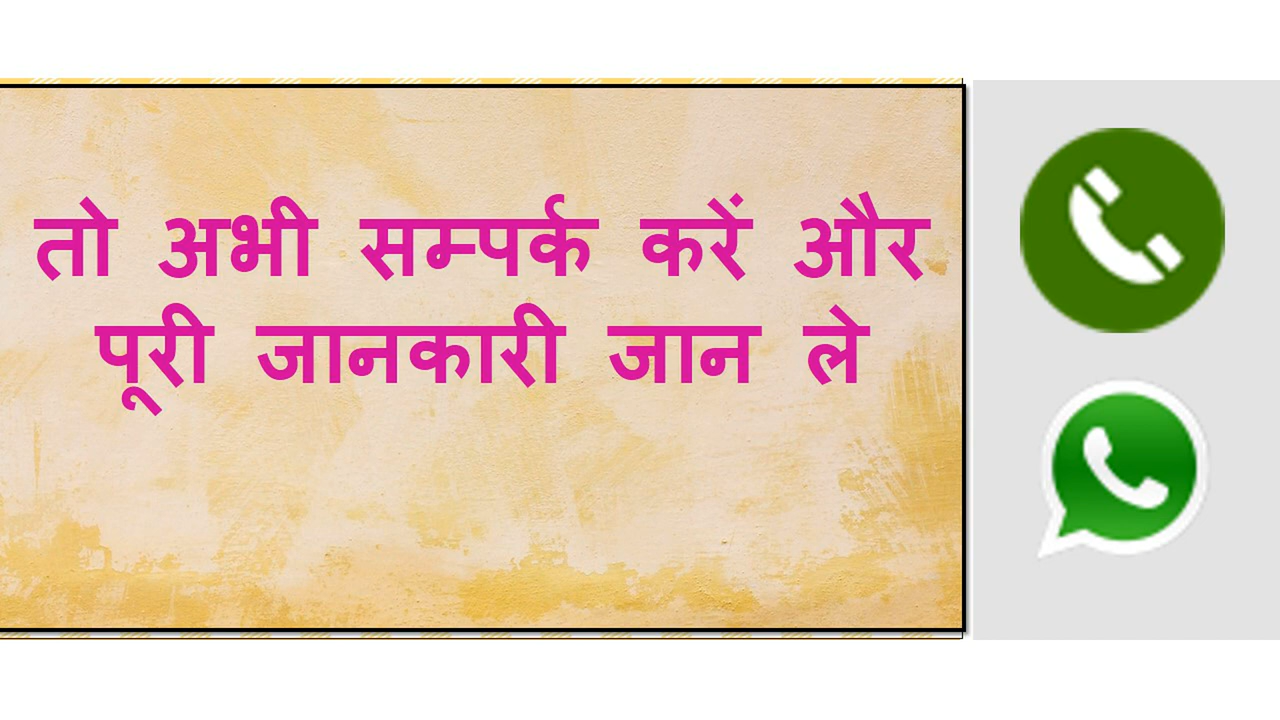 तो अभी सम्पर्क करें और
पूरी जानकारी जान ले